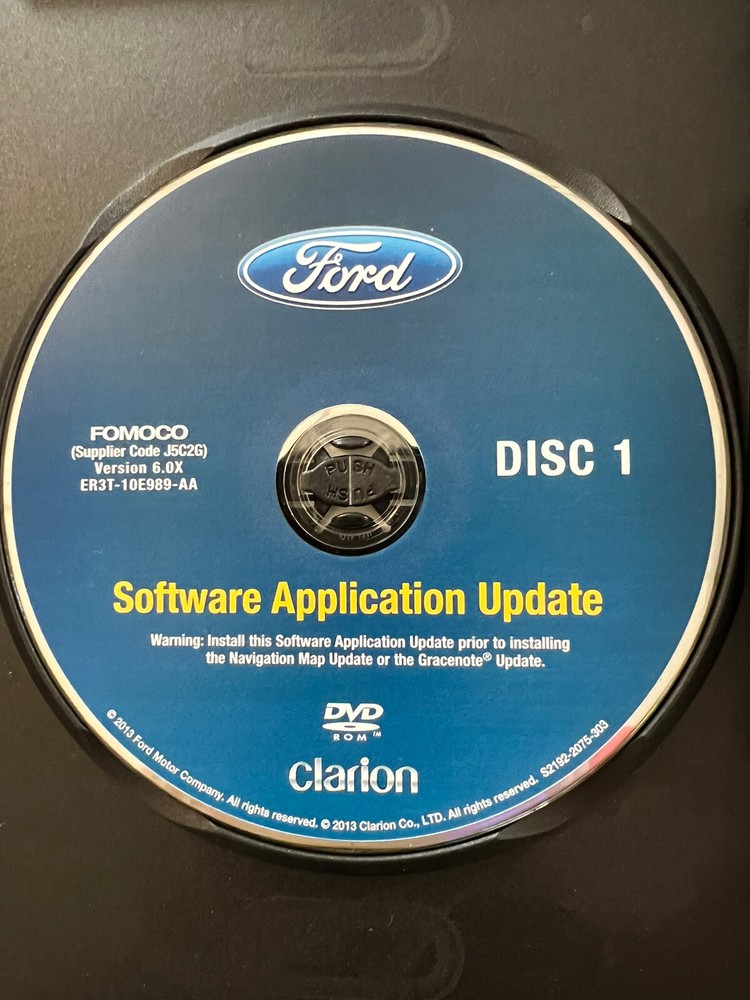 Ford
FOMOCO
(Supplier Code J5C2G)
Version 6.0X
ER3T-10E989-AA
PUSH
PUSH
DISC 1
Software Application Update
Warning: Install this Software Application Update prior to installing
the Navigation Map Update or the Gracenote® Update.
DVD
ROM™
clarion
© 2013 Ford Motor Company. All rights reserved. © 2013 Clarion Co., LTD. All rights reserved. S2192-2075-303